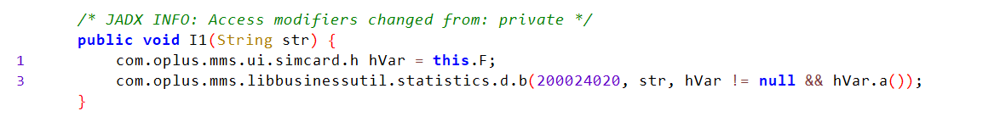 /* JADX INFO: Access modifiers changed from: private */
public void I1(String str) {
1 com.oplus.mms.ui.simcard.h hVar = this.F;
3 com.oplus.mms.libbusinessutil.statistics.d.b(200024020, str, hVar != null && hVar.a());
}